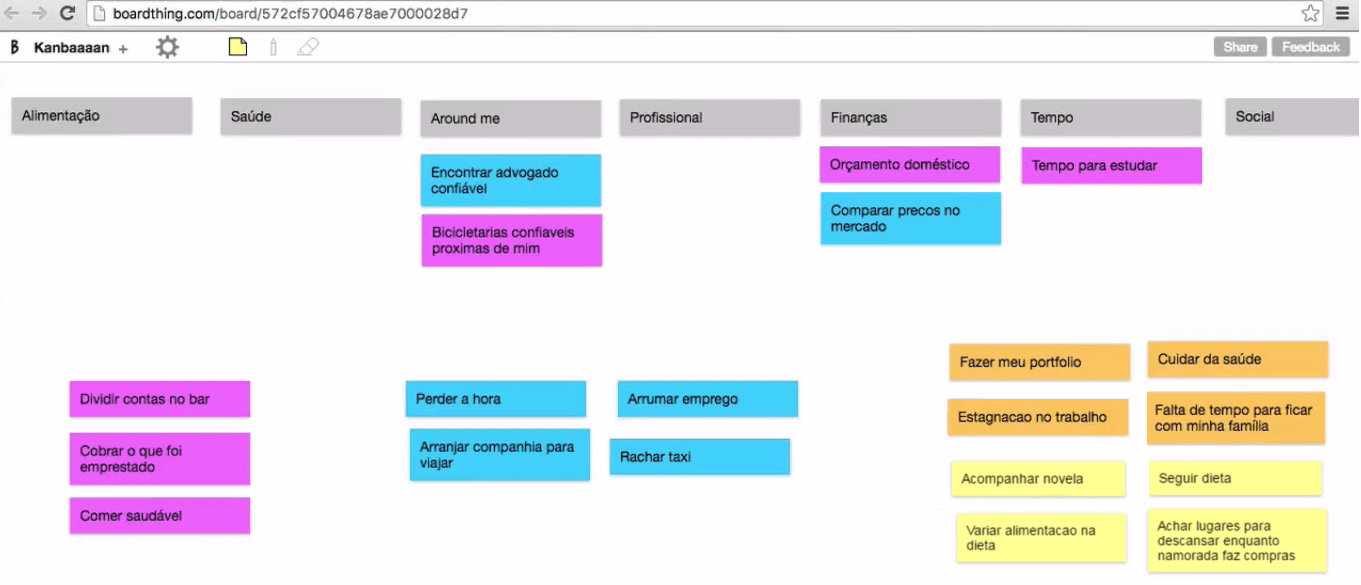 boardthing.com/board/572cf57004678ae7000028d7
Kanbaaaan +
Share
Feedback
Alimentação
Saúde
Around me
Profissional
Finanças
Tempo
Social
Encontrar advogado
confiável
Bicicletarias confiaveis
proximas de mim
Orçamento doméstico
Comparar precos no
mercado
Tempo para estudar
Dividir contas no bar
Cobrar o que foi
emprestado
Comer saudável
Perder a hora
Arranjar companhia para
viajar
Arrumar emprego
Rachar taxi
Fazer meu portfolio
Cuidar da saúde
Estagnacao no trabalho
Falta de tempo para ficar
com minha família
Acompanhar novela
Seguir dieta
Variar alimentacao na
dieta
Achar lugares para
descansar enquanto
namorada faz compras